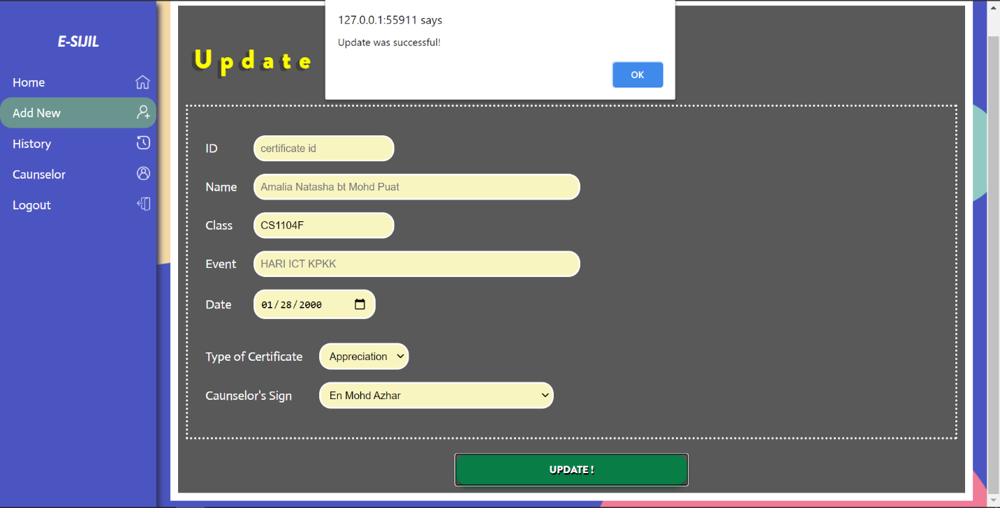 127.0.0.1:55911 says
Update was successful!
OK
E-SIJIL
Home
Add New
History
Caunselor
Logout
Update
ID certificate id
Name Amalia Natasha bt Mohd Puat
Class CS1104F
Event HARI ICT KPKK
Date 01/28/2000
Type of Certificate Appreciation
Caunselor's Sign En Mohd Azhar
UPDATE !